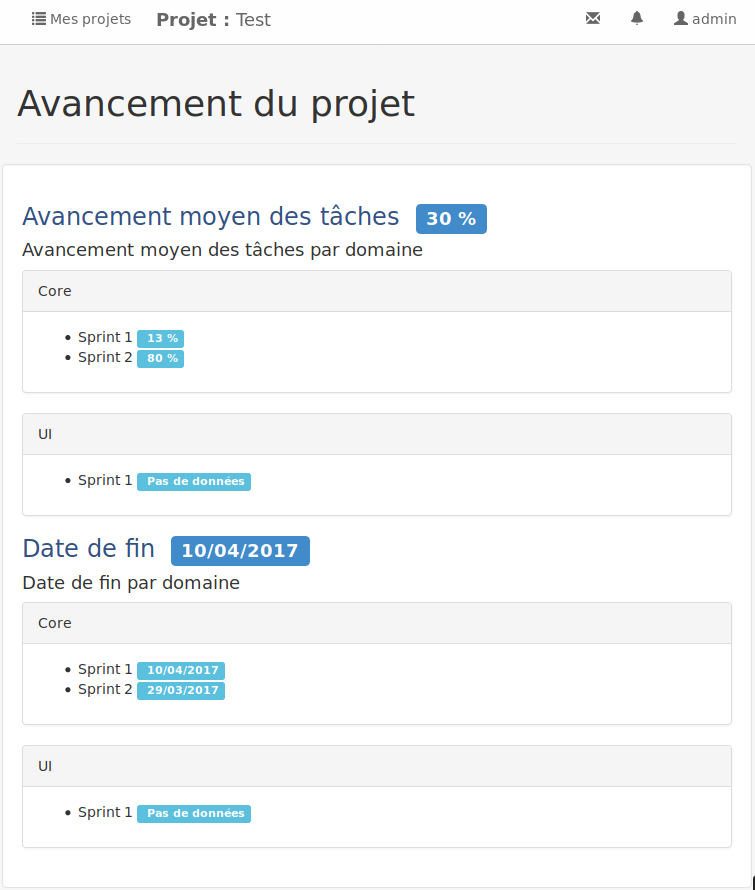 Mes projets Projet : Test admin
Avancement du projet
Avancement moyen des tâches 30 %
Avancement moyen des tâches par domaine
Core
Sprint 1 13 %
Sprint 2 80 %
UI
Sprint 1 Pas de données
Date de fin 10/04/2017
Date de fin par domaine
Core
Sprint 1 10/04/2017
Sprint 2 29/03/2017
UI
Sprint 1 Pas de données